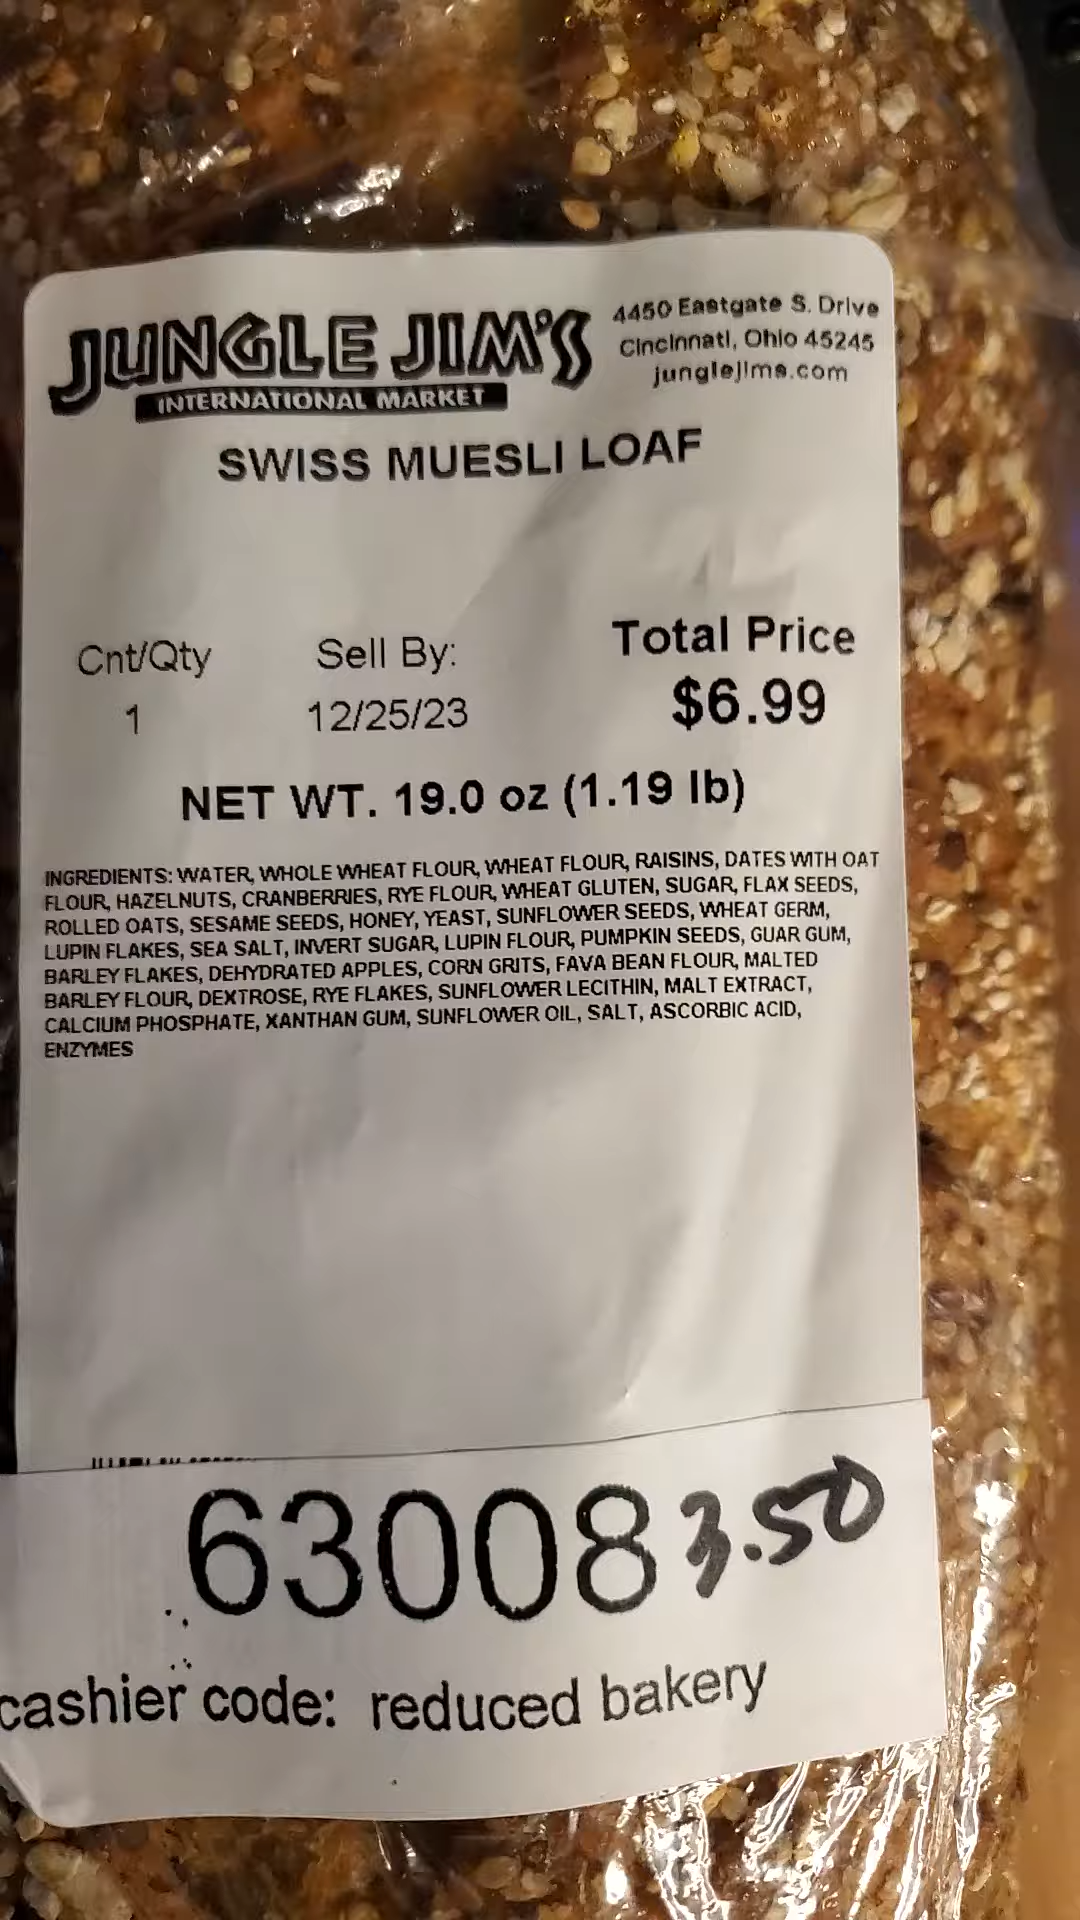 JUNGLE JIM'S
INTERNATIONAL MARKET
4450 Eastgate S. Drive
Cincinnati, Ohio 45245
junglejims.com
SWISS MUESLI LOAF
Cnt/Qty Sell By: Total Price
1 12/25/23 $6.99
NET WT. 19.0 oz (1.19 lb)
INGREDIENTS: WATER, WHOLE WHEAT FLOUR, WHEAT FLOUR, RAISINS, DATES WITH OAT
FLOUR, HAZELNUTS, CRANBERRIES, RYE FLOUR, WHEAT GLUTEN, SUGAR, FLAX SEEDS,
ROLLED OATS, SESAME SEEDS, HONEY, YEAST, SUNFLOWER SEEDS, WHEAT GERM,
LUPIN FLAKES, SEA SALT, INVERT SUGAR, LUPIN FLOUR, PUMPKIN SEEDS, GUAR GUM,
BARLEY FLAKES, DEHYDRATED APPLES, CORN GRITS, FAVA BEAN FLOUR, MALTED
BARLEY FLOUR, DEXTROSE, RYE FLAKES, SUNFLOWER LECITHIN, MALT EXTRACT,
CALCIUM PHOSPHATE, XANTHAN GUM, SUNFLOWER OIL, SALT, ASCORBIC ACID,
ENZYMES
63008 3.50
cashier code: reduced bakery